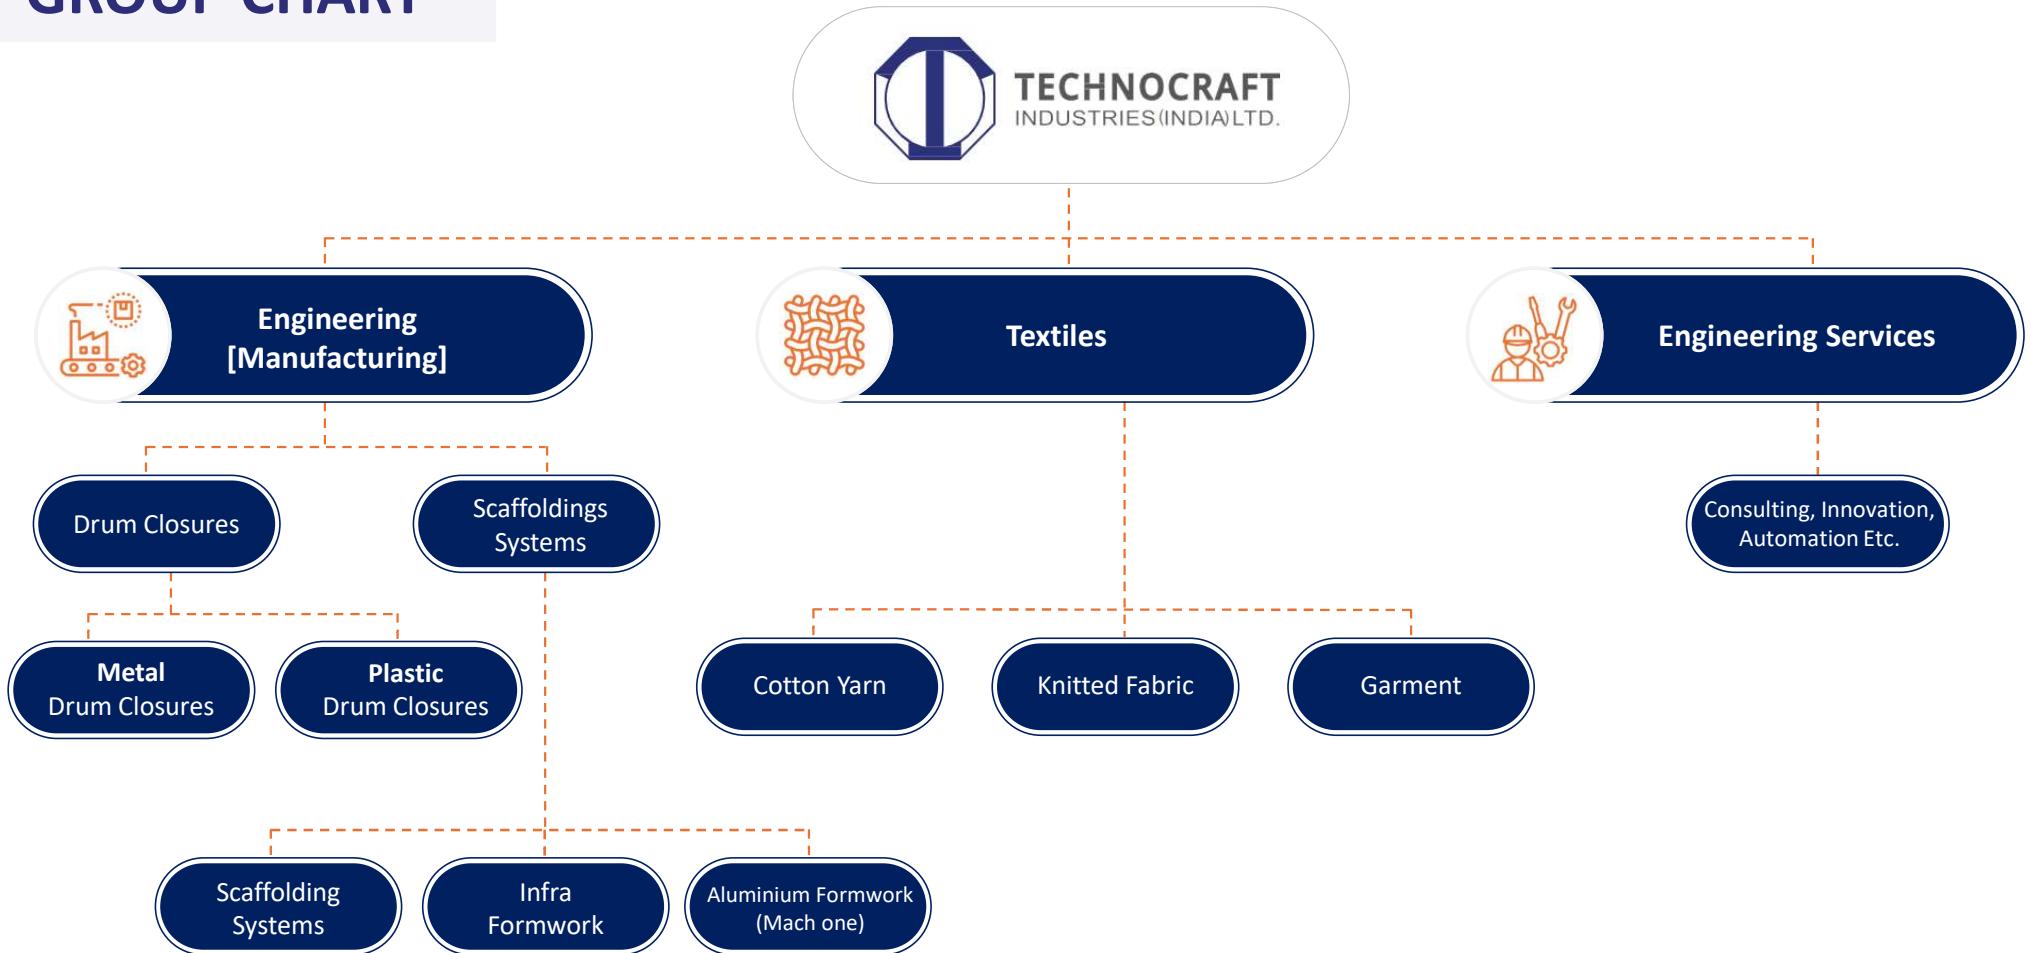 GROUP CHART
TECHNOCRAFT
INDUSTRIES(INDIA)LTD.
Engineering
[Manufacturing]
Textiles
Engineering Services
Drum Closures
Scaffoldings
Systems
Consulting, Innovation,
Automation Etc.
Metal
Drum Closures
Plastic
Drum Closures
Cotton Yarn
Knitted Fabric
Garment
Scaffolding
Systems
Infra
Formwork
Aluminium Formwork
(Mach one)